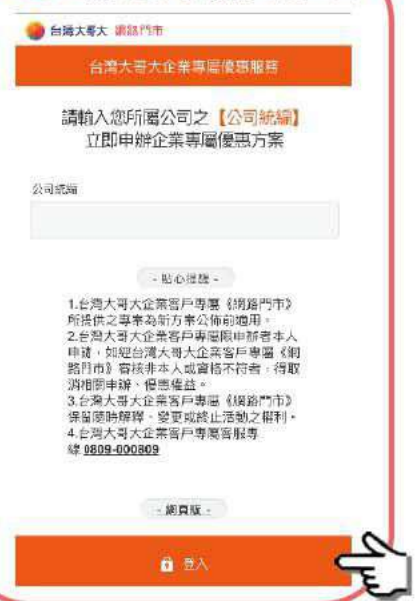 台灣大哥大 網路門市
台灣大哥大企業專屬優惠服務
請輸入您所屬公司之【公司統編】
立即申辦企業專屬優惠方案
公司統編
- 貼心提醒 -
1.台灣大哥大企業客戶專屬《網路門市》
所提供之專案為新方案公佈前適用。
2.台灣大哥大企業客戶專屬限申辦者本人
申請，如經台灣大哥大企業客戶專屬《網
路門市》審核非本人或資格不符者，得取
消相關申辦、優惠權益。
3.台灣大哥大企業客戶專屬《網路門市》
保留隨時解釋、變更或終止活動之權利。
4.台灣大哥大企業客戶專屬客服專
線 0809-000809
- 網頁版 -
登入